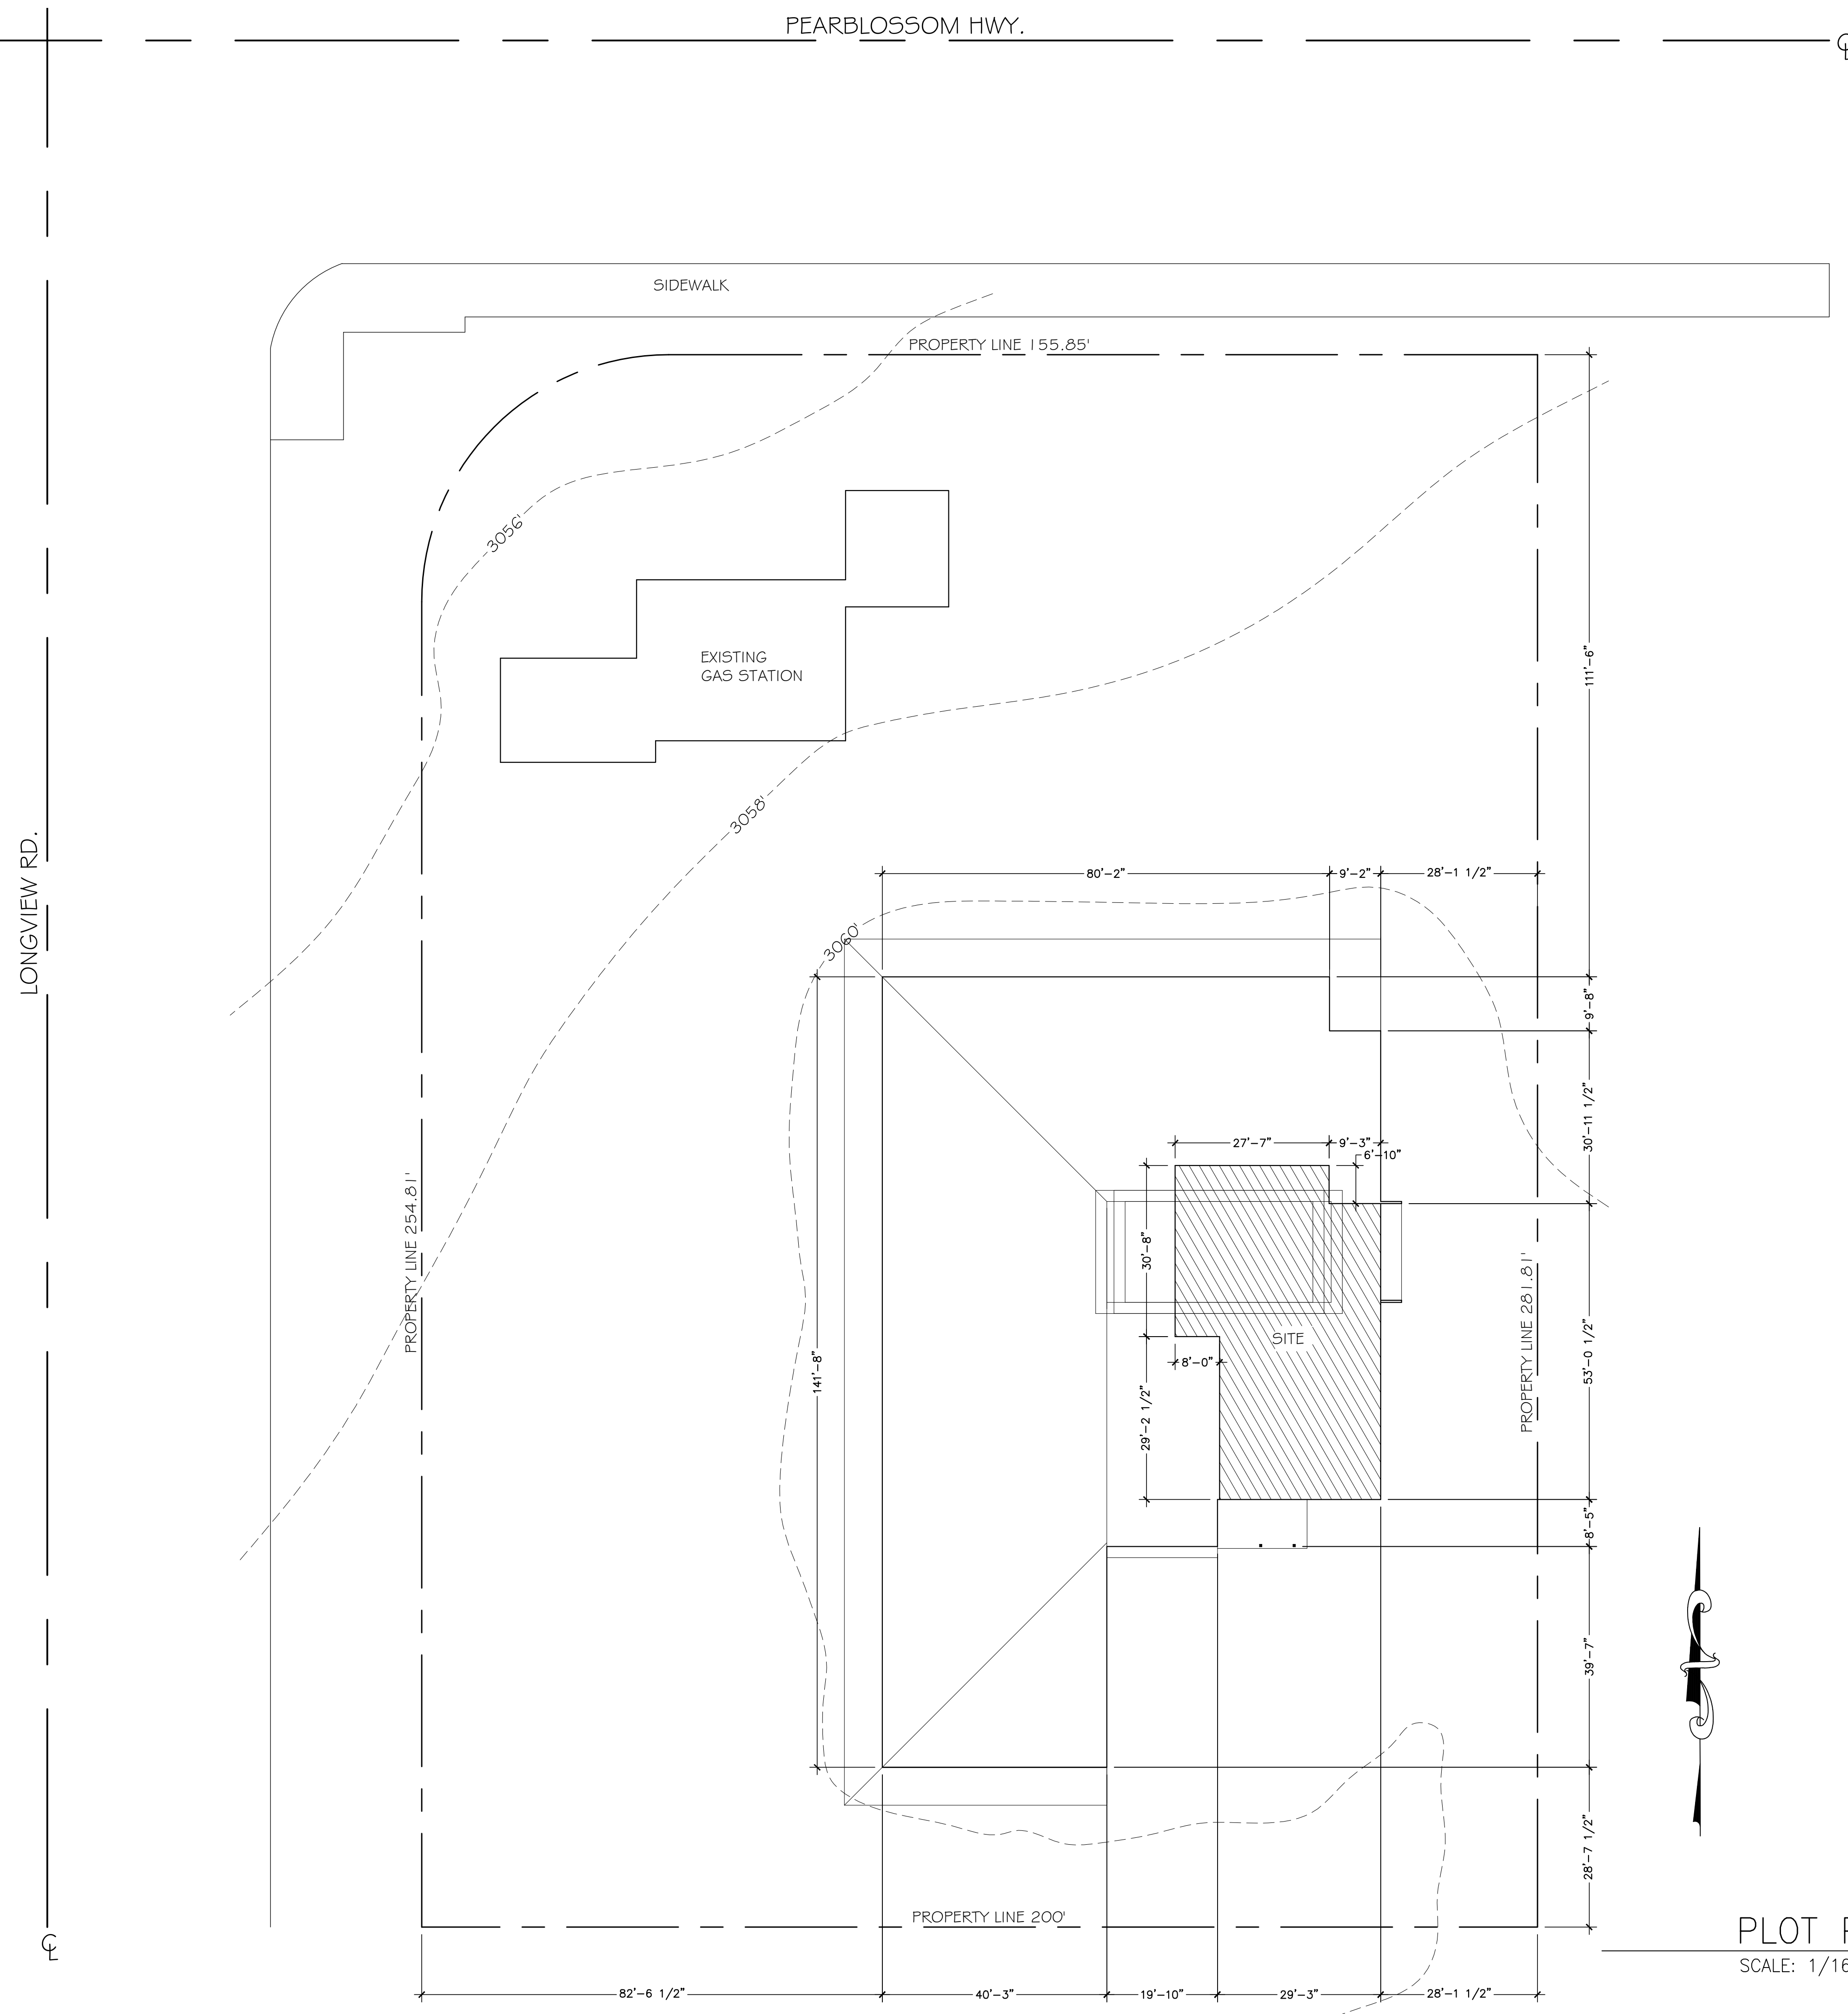 PEARBLOSSOM HWY.
SIDEWALK
PROPERTY LINE 155.85'
3056'
EXISTING
GAS STATION
111'-6"
3058'
LONGVIEW RD.
80'-2"
9'-2"
28'-1 1/2"
3060'
9'-8"
30'-11 1/2"
27'-7"
9'-3"
6'-10"
PROPERTY LINE 254.81'
30'-8"
PROPERTY LINE 281.81'
SITE
53'-0 1/2"
141'-8"
8'-0"
29'-2 1/2"
8'-5"
39'-7"
28'-7 1/2"
PROPERTY LINE 200'
PLOT
SCALE: 1/16
82'-6 1/2"
40'-3"
19'-10"
29'-3"
28'-1 1/2"